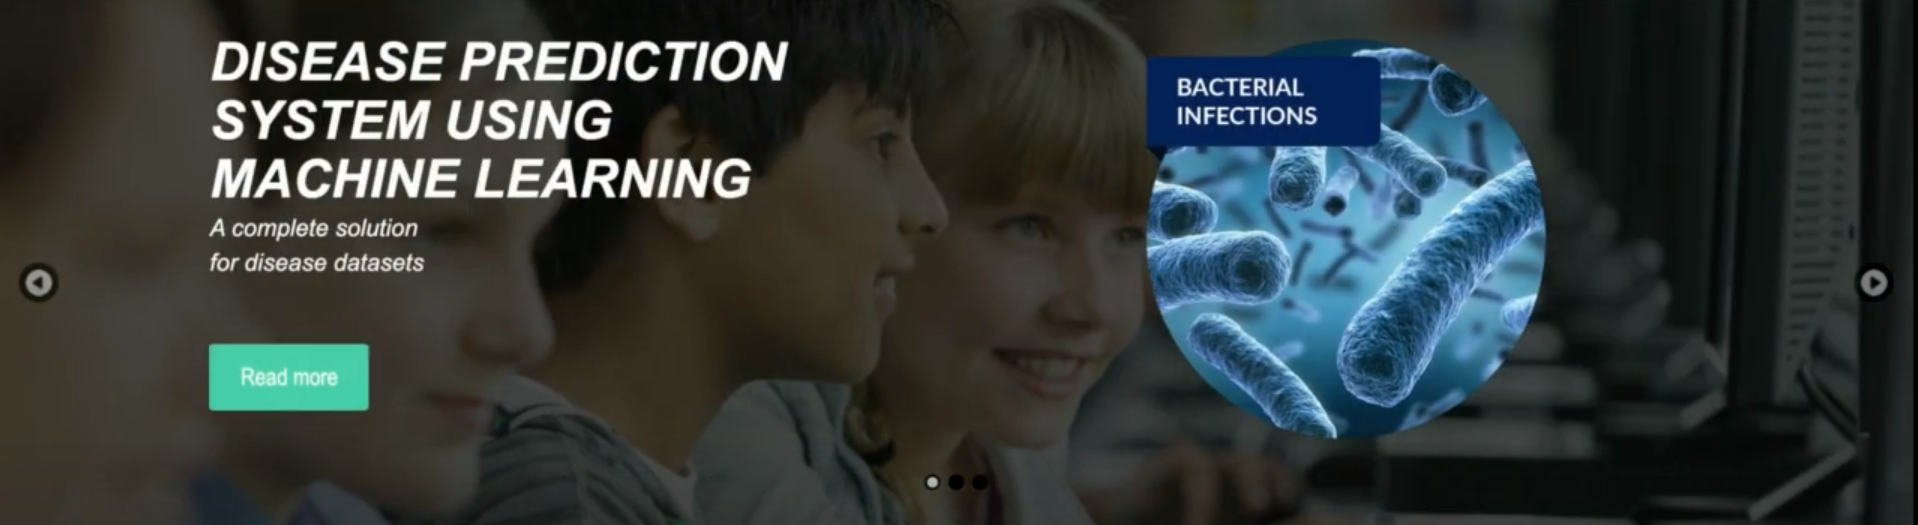 DISEASE PREDICTION
SYSTEM USING
MACHINE LEARNING
A complete solution
for disease datasets
Read more
BACTERIAL
INFECTIONS